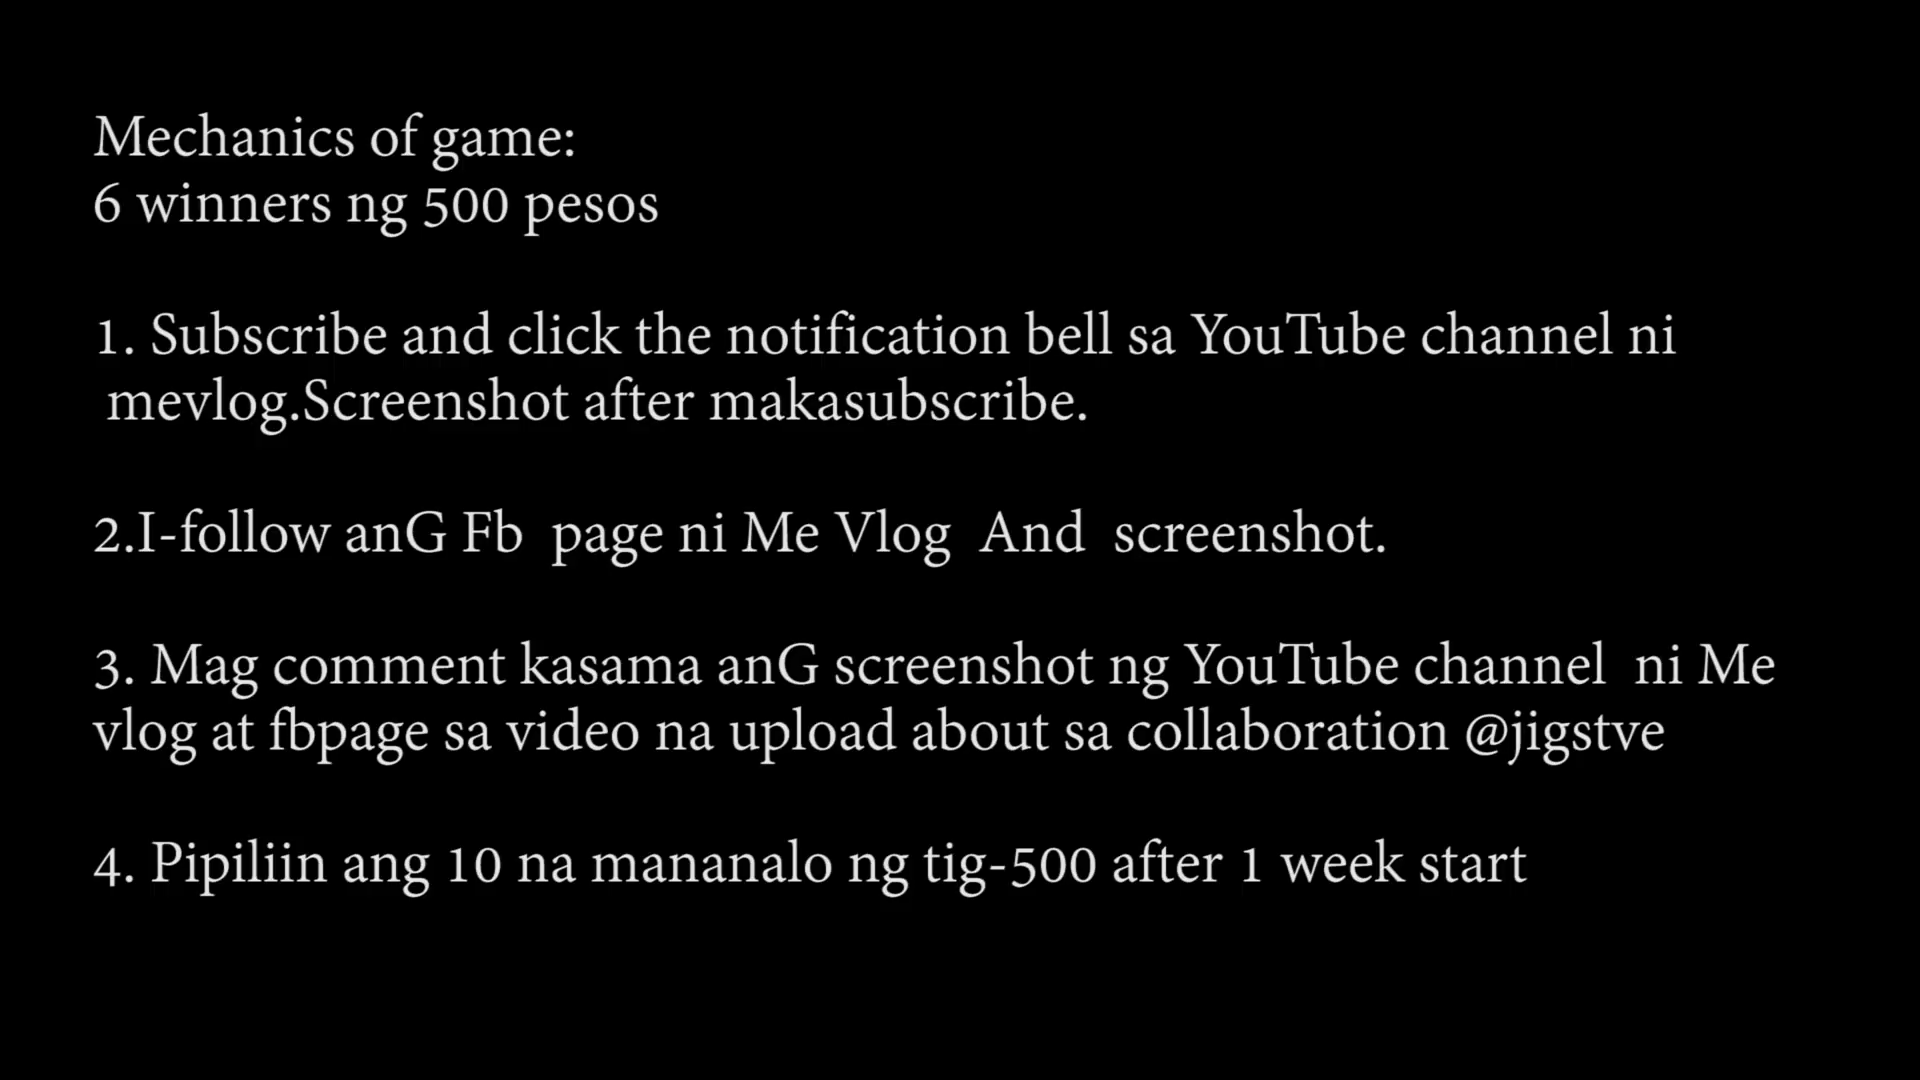 Mechanics of game:
6 winners ng 500 pesos
1. Subscribe and click the notification bell sa YouTube channel ni
mevlog.Screenshot after makasubscribe.
2.I-follow anG Fb  page ni Me Vlog  And  screenshot.
3. Mag comment kasama anG screenshot ng YouTube channel  ni Me
vlog at fbpage sa video na upload about sa collaboration @jigstve
4. Pipiliin ang 10 na mananalo ng tig-500 after 1 week start